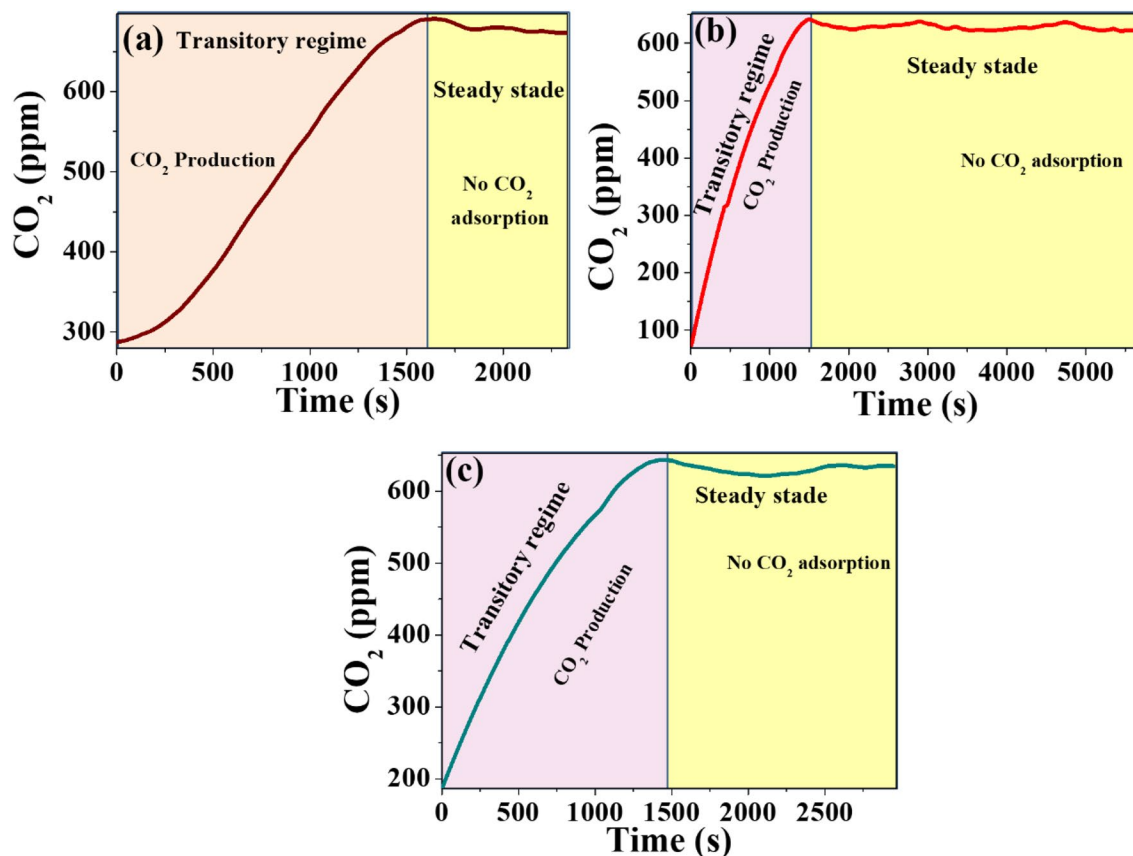 (a)
Transitory regime
Steady stade
CO₂ Production
No CO₂
adsorption
CO₂ (ppm)
600
500
400
300
0
500
1000
1500
2000
Time (s)
(b)
Transitory regime
CO₂ Production
Steady stade
No CO₂ adsorption
CO₂ (ppm)
600
500
400
300
200
100
0
1000
2000
3000
4000
5000
Time (s)
(c)
Transitory regime
CO₂ Production
Steady stade
No CO₂ adsorption
CO₂ (ppm)
600
500
400
300
200
0
500
1000
1500
2000
2500
Time (s)